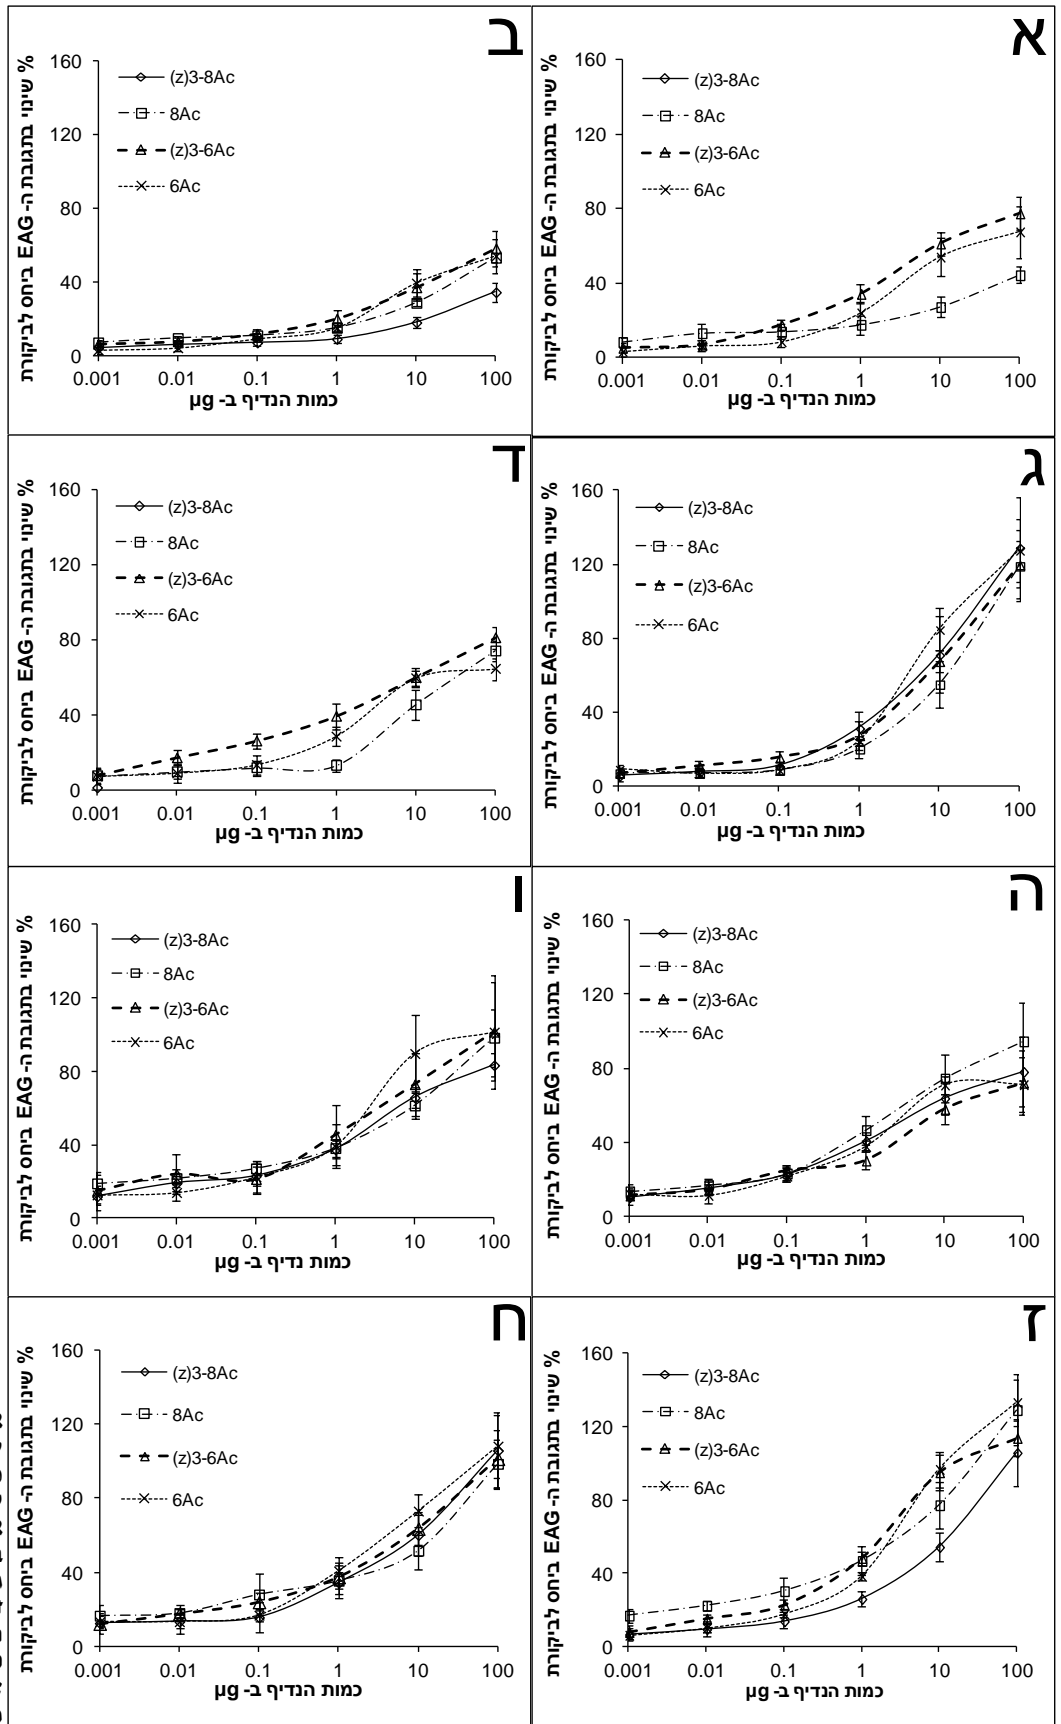 א
% שינוי בתגובת ה- EAG ביחס לביקורת
160
120
80
40
0
(z)3-8Ac
8Ac
(z)3-6Ac
6Ac
0.001 0.01 0.1 1 10 100
כמות הנדיף ב- µg
ב
% שינוי בתגובת ה- EAG ביחס לביקורת
160
120
80
40
0
(z)3-8Ac
8Ac
(z)3-6Ac
6Ac
0.001 0.01 0.1 1 10 100
כמות הנדיף ב- µg
ג
% שינוי בתגובת ה- EAG ביחס לביקורת
160
120
80
40
0
(z)3-8Ac
8Ac
(z)3-6Ac
6Ac
0.001 0.01 0.1 1 10 100
כמות הנדיף ב- µg
ד
% שינוי בתגובת ה- EAG ביחס לביקורת
160
120
80
40
0
(z)3-8Ac
8Ac
(z)3-6Ac
6Ac
0.001 0.01 0.1 1 10 100
כמות הנדיף ב- µg
ה
% שינוי בתגובת ה- EAG ביחס לביקורת
160
120
80
40
0
(z)3-8Ac
8Ac
(z)3-6Ac
6Ac
0.001 0.01 0.1 1 10 100
כמות הנדיף ב- µg
ו
% שינוי בתגובת ה- EAG ביחס לביקורת
160
120
80
40
0
(z)3-8Ac
8Ac
(z)3-6Ac
6Ac
0.001 0.01 0.1 1 10 100
כמות נדיף ב- µg
ז
% שינוי בתגובת ה- EAG ביחס לביקורת
160
120
80
40
0
(z)3-8Ac
8Ac
(z)3-6Ac
6Ac
0.001 0.01 0.1 1 10 100
כמות הנדיף ב- µg
ח
% שינוי בתגובת ה- EAG ביחס לביקורת
160
120
80
40
0
(z)3-8Ac
8Ac
(z)3-6Ac
6Ac
0.001 0.01 0.1 1 10 100
כמות הנדיף ב- µg